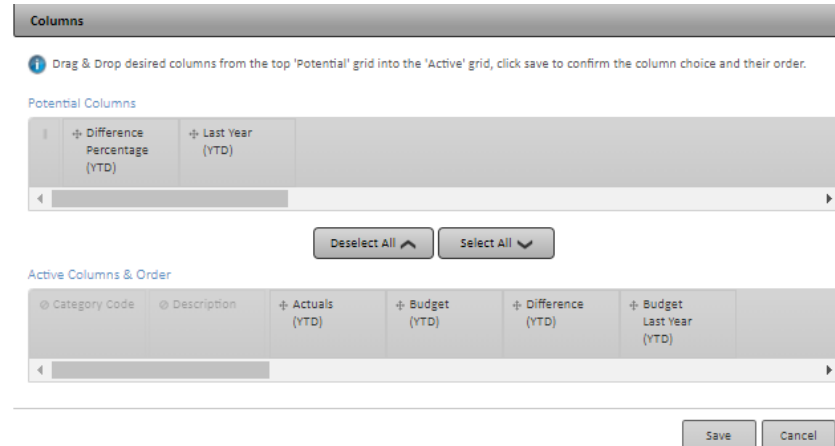 Columns
Drag & Drop desired columns from the top 'Potential' grid into the 'Active' grid, click save to confirm the column choice and their order.
Potential Columns
Difference
Percentage
(YTD)
Last Year
(YTD)
Deselect All
Select All
Active Columns & Order
Category Code
Description
Actuals
(YTD)
Budget
(YTD)
Difference
(YTD)
Budget
Last Year
(YTD)
Save
Cancel